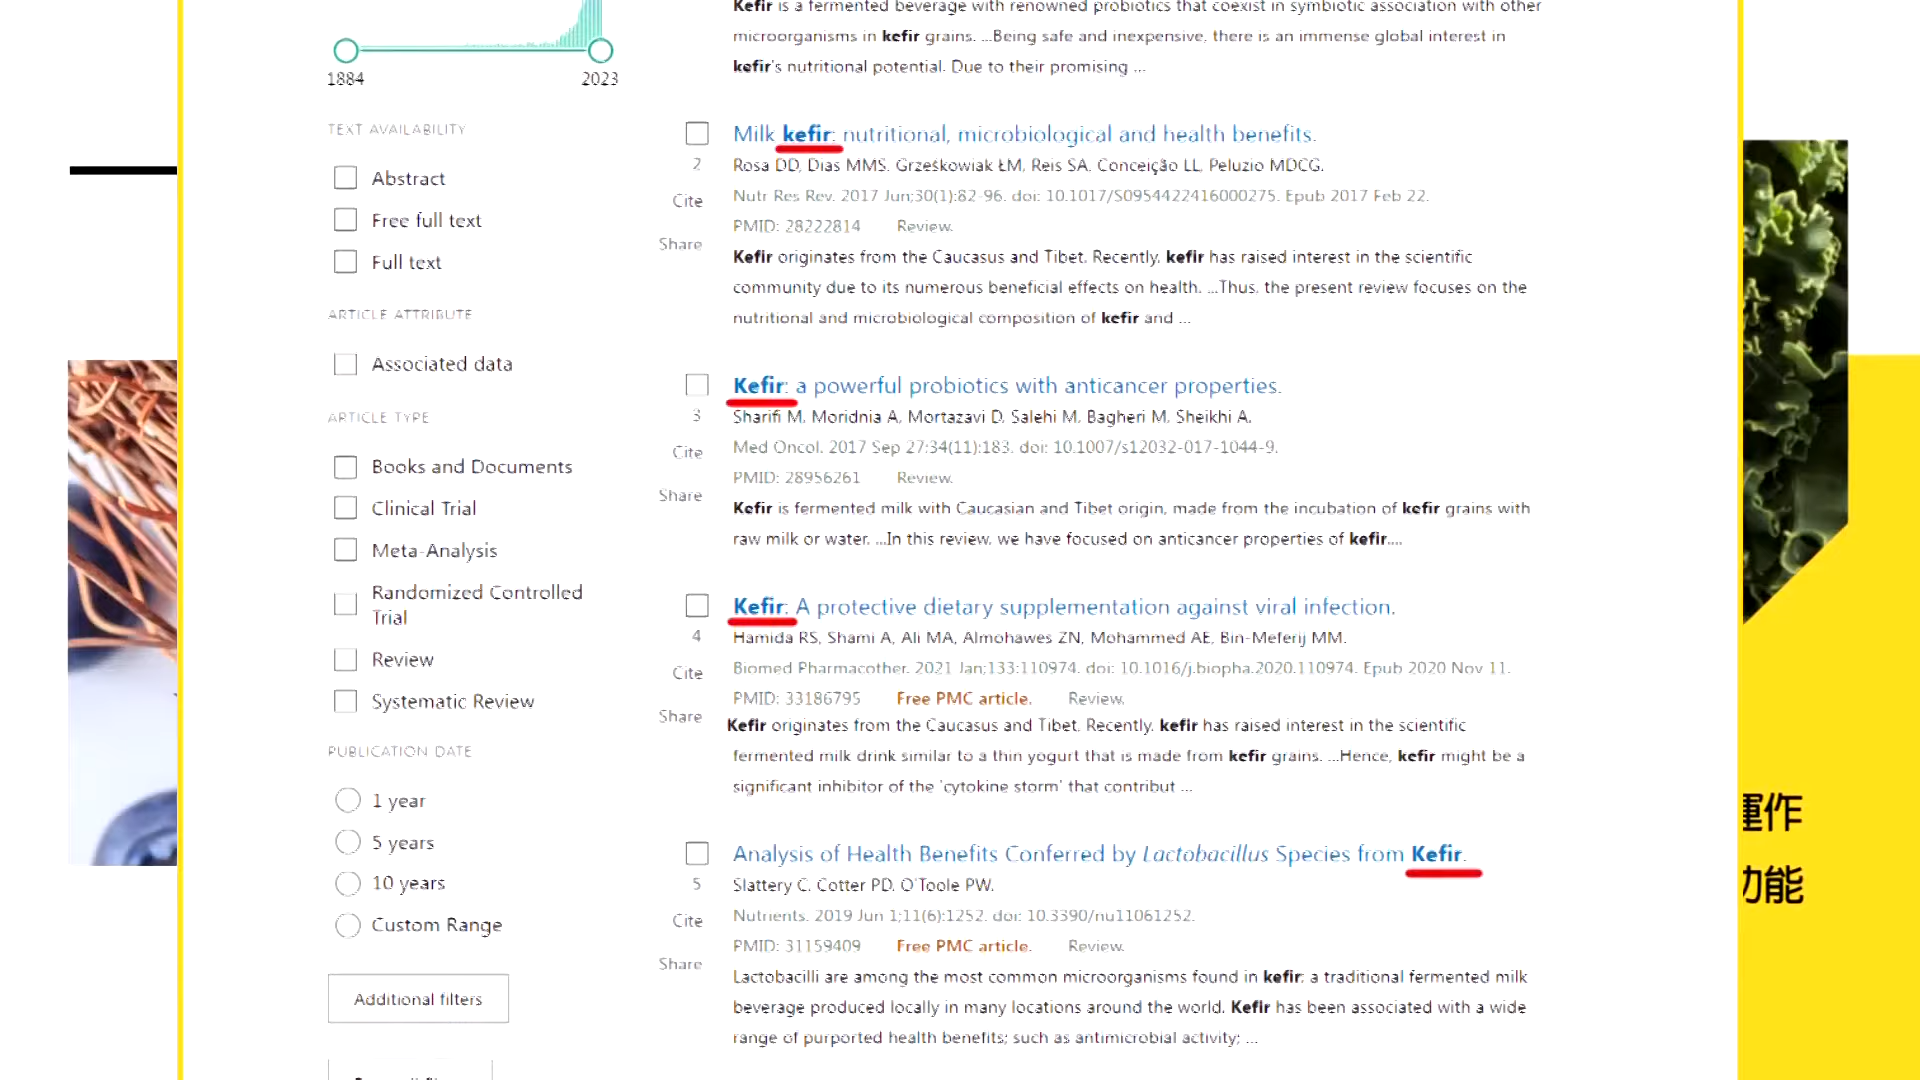 1884 2023
TEXT AVAILABILITY
Abstract
Free full text
Full text
ARTICLE ATTRIBUTE
Associated data
ARTICLE TYPE
Books and Documents
Clinical Trial
Meta-Analysis
Randomized Controlled
Trial
Review
Systematic Review
PUBLICATION DATE
1 year
5 years
10 years
Custom Range
Additional filters
Kefir is a fermented beverage with renowned probiotics that coexist in symbiotic association with other
microorganisms in kefir grains. ...Being safe and inexpensive, there is an immense global interest in
kefir's nutritional potential. Due to their promising ...
Milk kefir: nutritional, microbiological and health benefits.
2
Rosa DD, Dias MMS, Grześkowiak ŁM, Reis SA, Conceição LL, Peluzio MDCG.
Cite
Nutr Res Rev. 2017 Jun;30(1):82-96. doi: 10.1017/S0954422416000275. Epub 2017 Feb 22.
PMID: 28222814 Review.
Share
Kefir originates from the Caucasus and Tibet. Recently, kefir has raised interest in the scientific
community due to its numerous beneficial effects on health. ...Thus, the present review focuses on the
nutritional and microbiological composition of kefir and ...
Kefir: a powerful probiotics with anticancer properties.
3
Sharifi M, Moridnia A, Mortazavi D, Salehi M, Bagheri M, Sheikhi A.
Cite
Med Oncol. 2017 Sep 27;34(11):183. doi: 10.1007/s12032-017-1044-9.
PMID: 28956261 Review.
Share
Kefir is fermented milk with Caucasian and Tibet origin, made from the incubation of kefir grains with
raw milk or water. ...In this review, we have focused on anticancer properties of kefir....
Kefir: A protective dietary supplementation against viral infection.
4
Hamida RS, Shami A, Ali MA, Almohawes ZN, Mohammed AE, Bin-Meferij MM.
Cite
Biomed Pharmacother. 2021 Jan;133:110974. doi: 10.1016/j.biopha.2020.110974. Epub 2020 Nov 11.
PMID: 33186795 Free PMC article. Review.
Share
Kefir originates from the Caucasus and Tibet. Recently, kefir has raised interest in the scientific
fermented milk drink similar to a thin yogurt that is made from kefir grains. ...Hence, kefir might be a
significant inhibitor of the 'cytokine storm' that contribut ...
Analysis of Health Benefits Conferred by Lactobacillus Species from Kefir.
5
Slattery C, Cotter PD, O'Toole PW.
Cite
Nutrients. 2019 Jun 1;11(6):1252. doi: 10.3390/nu11061252.
PMID: 31159409 Free PMC article. Review.
Share
Lactobacilli are among the most common microorganisms found in kefir; a traditional fermented milk
beverage produced locally in many locations around the world. Kefir has been associated with a wide
range of purported health benefits; such as antimicrobial activity; ...
運作
功能